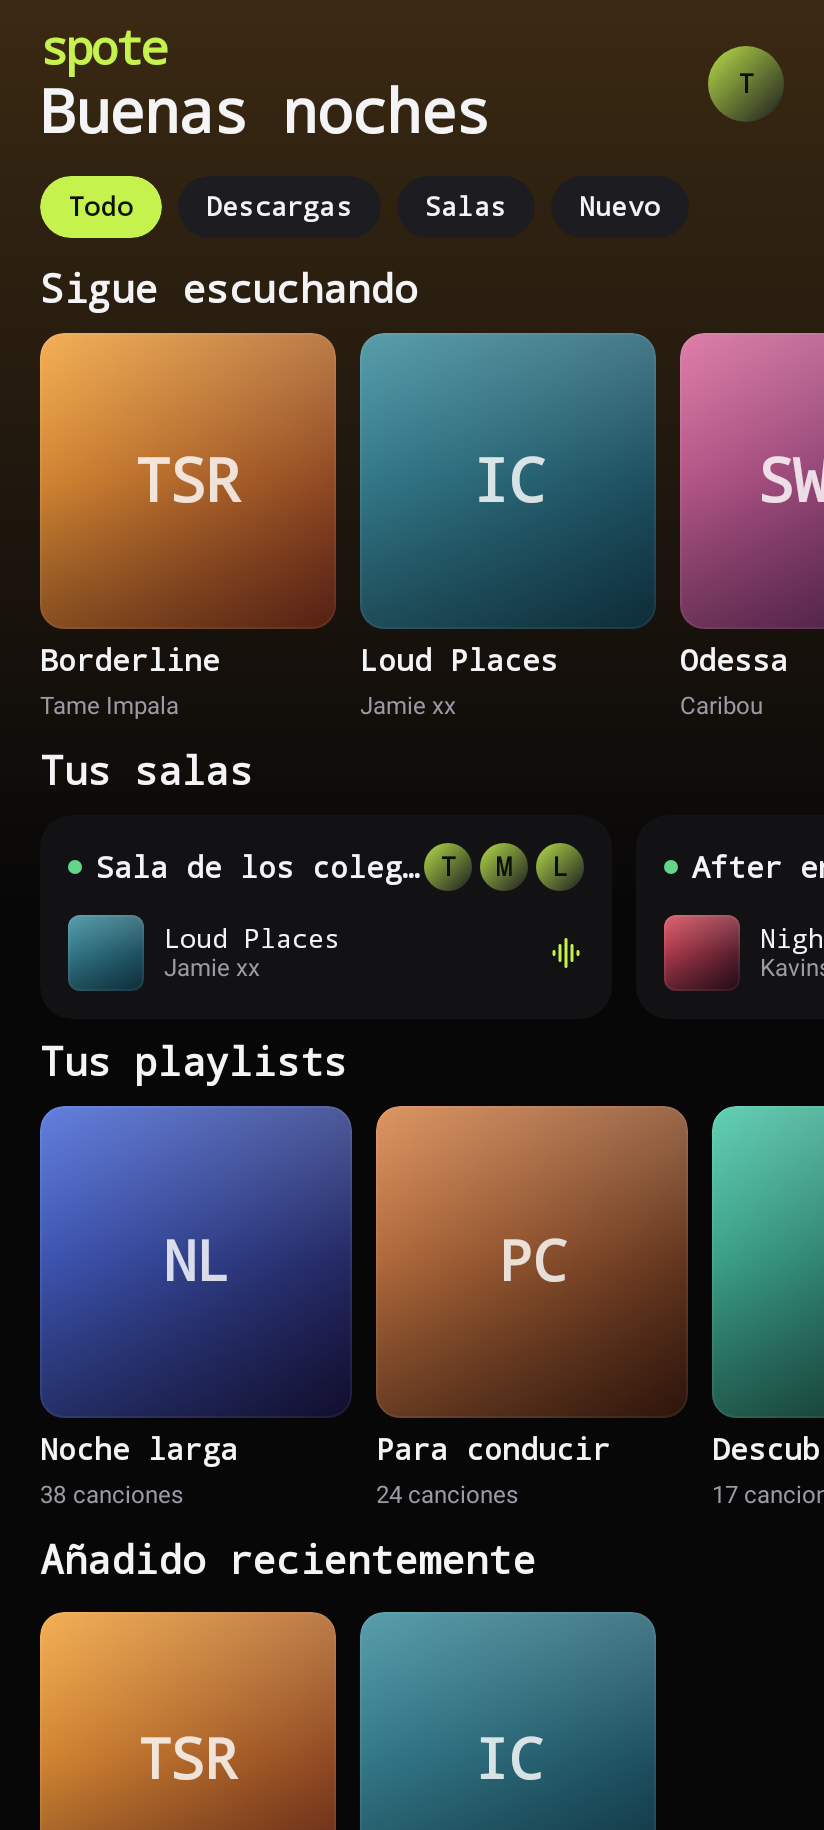 spote
Buenas noches
T
Todo
Descargas
Salas
Nuevo
Sigue escuchando
TSR
IC
SW
Borderline
Loud Places
Odessa
Tame Impala
Jamie xx
Caribou
Tus salas
Sala de los coleg…
T
M
L
After
Loud Places
Jamie xx
Tus playlists
NL
PC
Noche larga
Para conducir
Descub
38 canciones
24 canciones
17 cancion
Añadido recientemente
TSR
IC